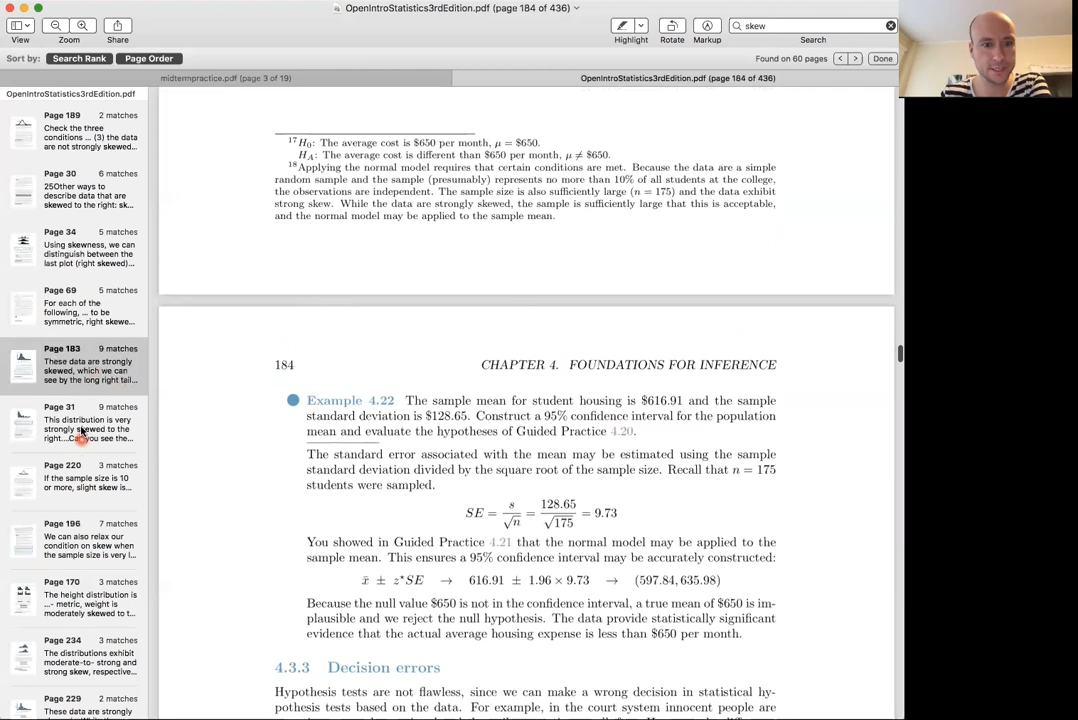 OpenIntroStatistics3rdEdition.pdf (page 184 of 436)
View
Zoom
Share
Highlight
Rotate
Markup
skew
Search
Sort by:
Search Rank
Page Order
Found on 60 pages
Done
midtermpractice.pdf (page 3 of 19)
OpenIntroStatistics3rdEdition.pdf (page 184 of 436)
OpenIntroStatistics3rdEdition.pdf
Page 189 2 matches
Check the three
conditions ... (3) the data
are not strongly skewed...
Page 30 6 matches
25Other ways to
describe data that are
skewed to the right: sk...
Page 34 5 matches
Using skewness, we can
distinguish between the
last plot (right skewed)...
Page 69 5 matches
For each of the
following, ... to be
symmetric, right skewe...
Page 183 9 matches
These data are strongly
skewed, which we can
see by the long right tail...
Page 31 9 matches
This distribution is very
strongly skewed to the
right....Can you see the...
Page 220 3 matches
If the sample size is 10
or more, slight skew is...
Page 196 7 matches
We can also relax our
condition on skew when
the sample size is very l...
Page 170 3 matches
The height distribution is
...- metric, weight is
moderately skewed to t...
Page 234 3 matches
The distributions exhibit
moderate-to- strong and
strong skew, respective...
Page 229 2 matches
These data are strongly
17 H0: The average cost is $650 per month, μ = $650.
HA: The average cost is different than $650 per month, μ ≠ $650.
18 Applying the normal model requires that certain conditions are met. Because the data are a simple
random sample and the sample (presumably) represents no more than 10% of all students at the college,
the observations are independent. The sample size is also sufficiently large (n = 175) and the data exhibit
strong skew. While the data are strongly skewed, the sample is sufficiently large that this is acceptable,
and the normal model may be applied to the sample mean.
184 CHAPTER 4. FOUNDATIONS FOR INFERENCE
Example 4.22 The sample mean for student housing is $616.91 and the sample
standard deviation is $128.65. Construct a 95% confidence interval for the population
mean and evaluate the hypotheses of Guided Practice 4.20.
The standard error associated with the mean may be estimated using the sample
standard deviation divided by the square root of the sample size. Recall that n = 175
students were sampled.
SE = s/√n = 128.65/√175 = 9.73
You showed in Guided Practice 4.21 that the normal model may be applied to the
sample mean. This ensures a 95% confidence interval may be accurately constructed:
x̄ ± z*SE → 616.91 ± 1.96 × 9.73 → (597.84, 635.98)
Because the null value $650 is not in the confidence interval, a true mean of $650 is im-
plausible and we reject the null hypothesis. The data provide statistically significant
evidence that the actual average housing expense is less than $650 per month.
4.3.3 Decision errors
Hypothesis tests are not flawless, since we can make a wrong decision in statistical hy-
pothesis tests based on the data. For example, in the court system innocent people are